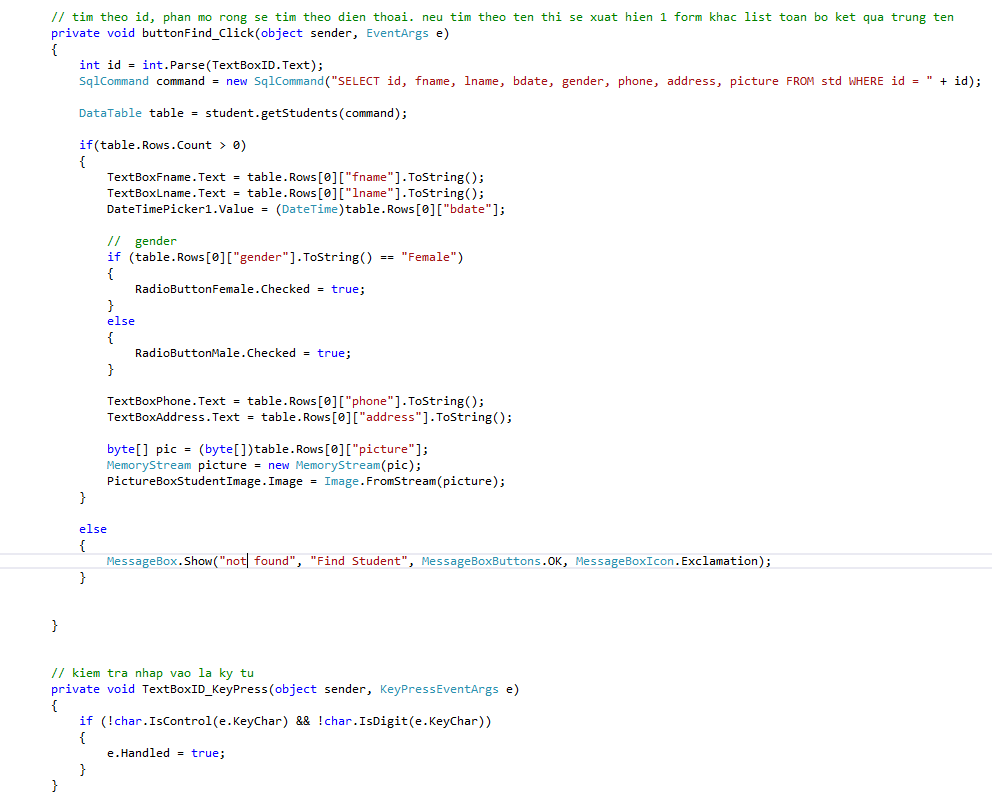 // tim theo id, phan mo rong se tim theo dien thoai. neu tim theo ten thi se xuat hien 1 form khac list toan bo ket qua trung ten
private void buttonFind_Click(object sender, EventArgs e)
{
int id = int.Parse(TextBoxID.Text);
SqlCommand command = new SqlCommand("SELECT id, fname, lname, bdate, gender, phone, address, picture FROM std WHERE id = " + id);
DataTable table = student.getStudents(command);
if(table.Rows.Count > 0)
{
TextBoxFname.Text = table.Rows[0]["fname"].ToString();
TextBoxLname.Text = table.Rows[0]["lname"].ToString();
DateTimePicker1.Value = (DateTime)table.Rows[0]["bdate"];
//  gender
if (table.Rows[0]["gender"].ToString() == "Female")
{
RadioButtonFemale.Checked = true;
}
else
{
RadioButtonMale.Checked = true;
}
TextBoxPhone.Text = table.Rows[0]["phone"].ToString();
TextBoxAddress.Text = table.Rows[0]["address"].ToString();
byte[] pic = (byte[])table.Rows[0]["picture"];
MemoryStream picture = new MemoryStream(pic);
PictureBoxStudentImage.Image = Image.FromStream(picture);
}
else
{
MessageBox.Show("not found", "Find Student", MessageBoxButtons.OK, MessageBoxIcon.Exclamation);
}
}
// kiem tra nhap vao la ky tu
private void TextBoxID_KeyPress(object sender, KeyPressEventArgs e)
{
if (!char.IsControl(e.KeyChar) && !char.IsDigit(e.KeyChar))
{
e.Handled = true;
}
}